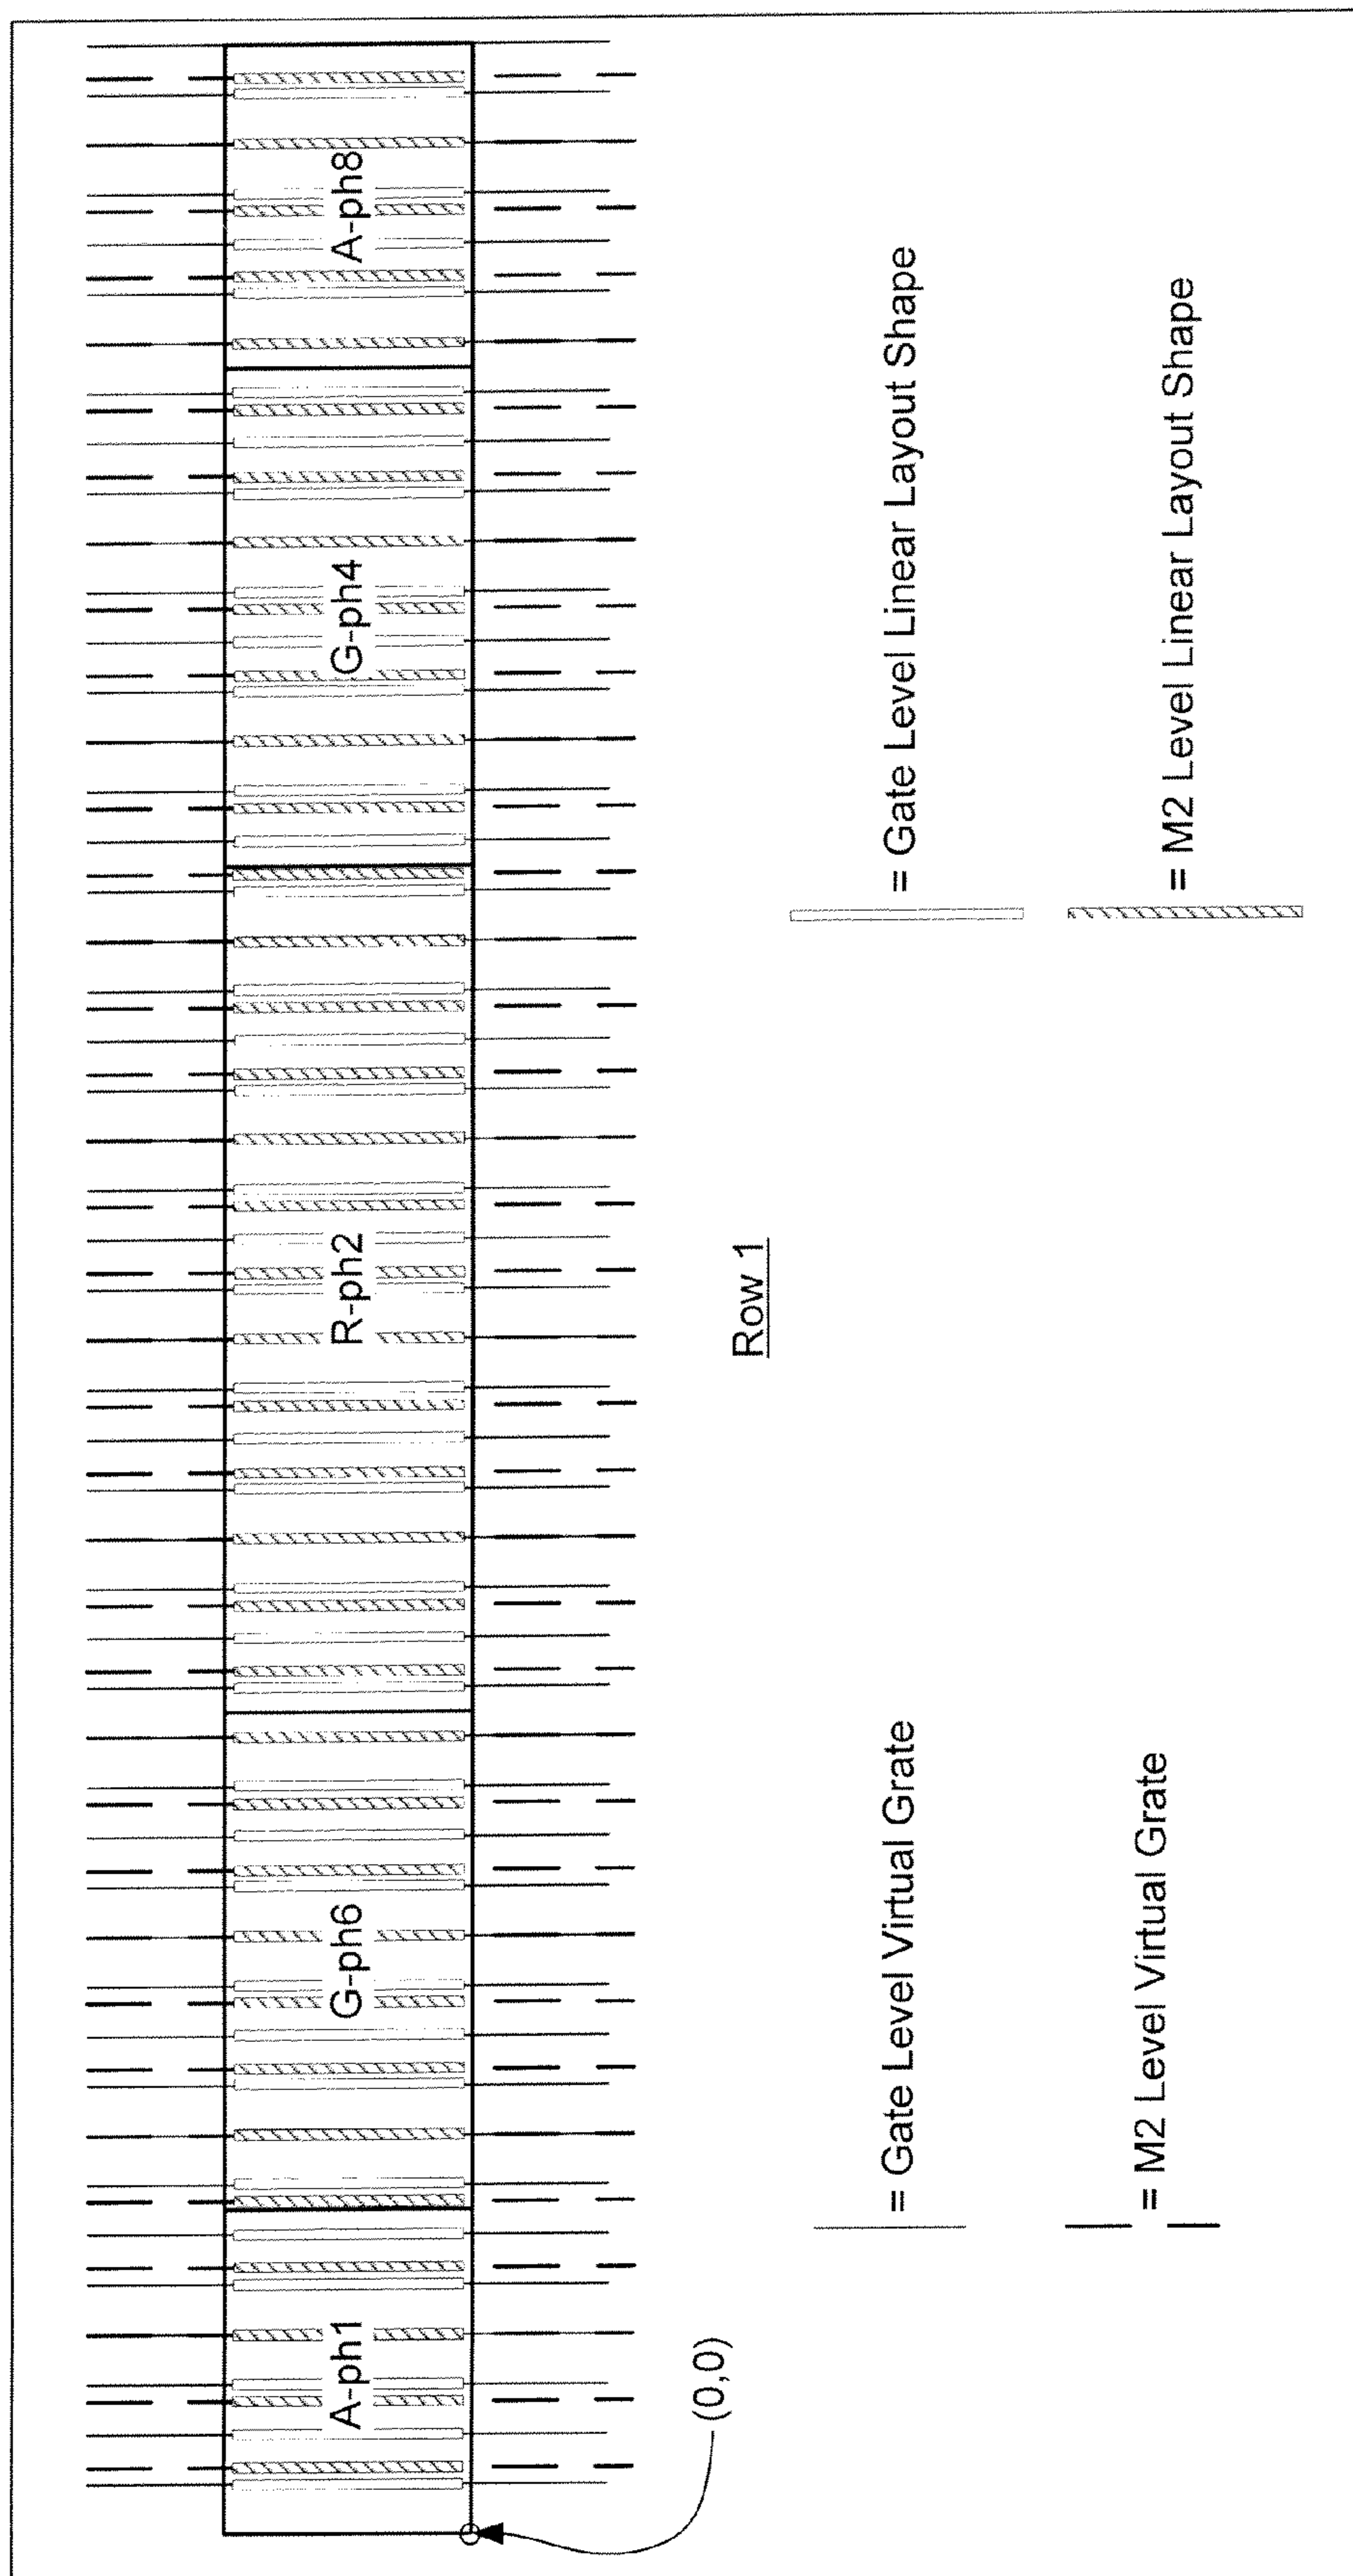 A-ph1
G-ph6
R-ph2
G-ph4
A-ph8
(0,0)
Row 1
= Gate Level Virtual Grate
= Gate Level Linear Layout Shape
= M2 Level Virtual Grate
= M2 Level Linear Layout Shape